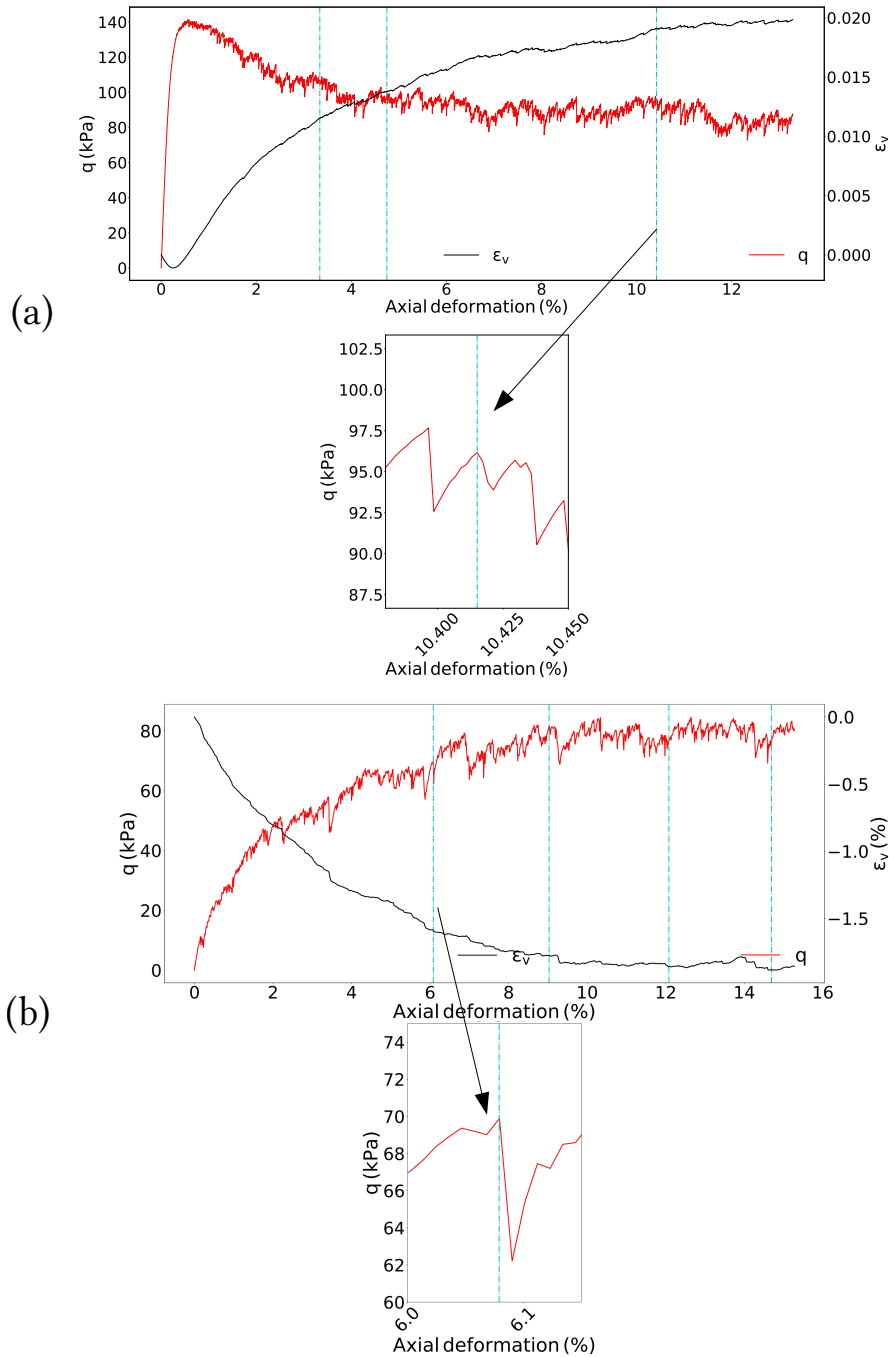 140
120
100
80
60
40
20
0
q (kPa)
0.020
0.015
0.010
0.005
0.000
ε_v
ε_v
q
0 2 4 6 8 10 12
Axial deformation (%)
(a)
102.5
100.0
97.5
95.0
92.5
90.0
87.5
q (kPa)
10.400 10.425 10.450
Axial deformation (%)
80
60
40
20
0
q (kPa)
0.0
−0.5
−1.0
−1.5
ε_v (%)
ε_v
q
0 2 4 6 8 10 12 14 16
Axial deformation (%)
(b)
74
72
70
68
66
64
62
60
q (kPa)
6.0 6.1
Axial deformation (%)